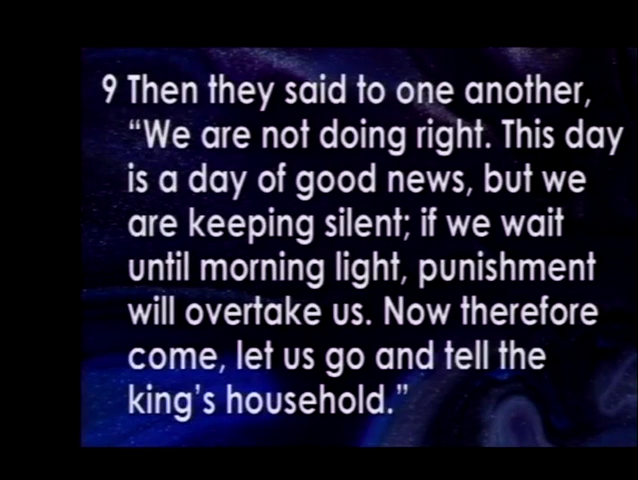 9 Then they said to one another,
“We are not doing right. This day
is a day of good news, but we
are keeping silent; if we wait
until morning light, punishment
will overtake us. Now therefore
come, let us go and tell the
king’s household.”